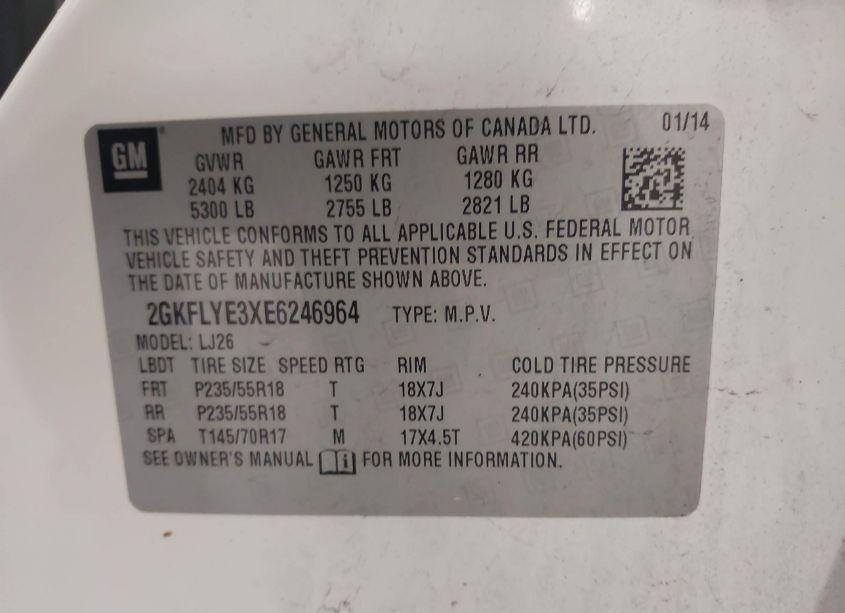 GM
MFD BY GENERAL MOTORS OF CANADA LTD. 01/14
GVWR GAWR FRT GAWR RR
2404 KG 1250 KG 1280 KG
5300 LB 2755 LB 2821 LB
THIS VEHICLE CONFORMS TO ALL APPLICABLE U.S. FEDERAL MOTOR
VEHICLE SAFETY AND THEFT PREVENTION STANDARDS IN EFFECT ON
THE DATE OF MANUFACTURE SHOWN ABOVE.
2GKFLYE3XE6246964 TYPE: M.P.V.
MODEL: LJ26
LBDT TIRE SIZE SPEED RTG RIM COLD TIRE PRESSURE
FRT P235/55R18 T 18X7J 240KPA(35PSI)
RR P235/55R18 T 18X7J 240KPA(35PSI)
SPA T145/70R17 M 17X4.5T 420KPA(60PSI)
SEE OWNER'S MANUAL FOR MORE INFORMATION.